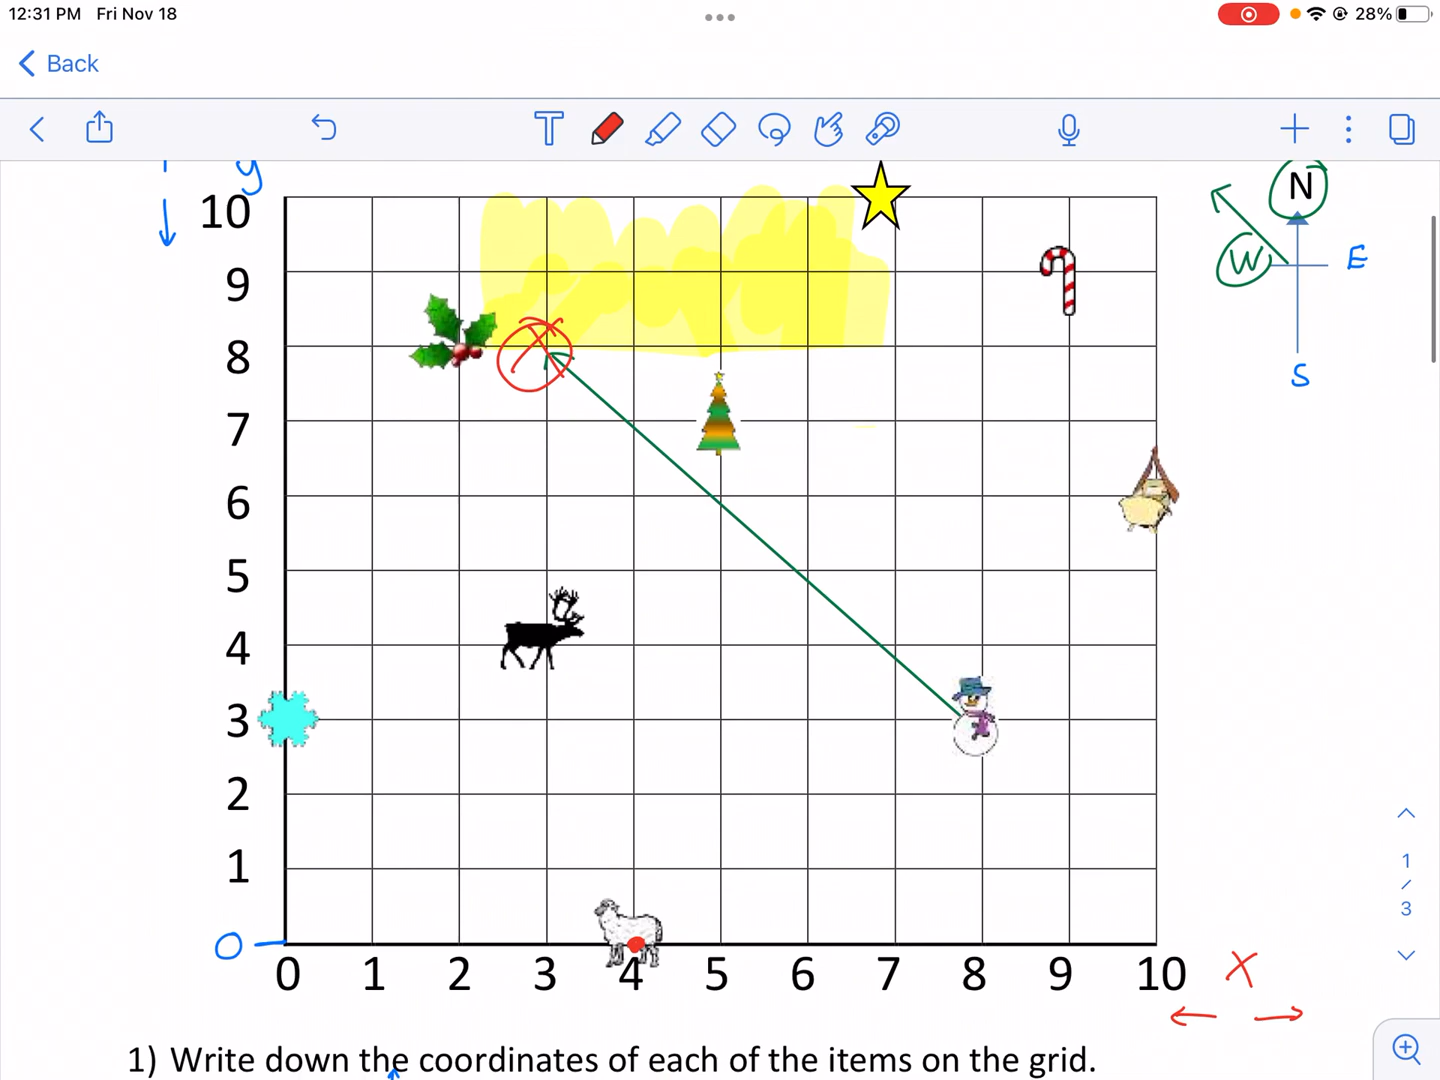 12:31 PM Fri Nov 18
28%
Back
T
y
N
W
E
S
10
9
8
7
6
5
4
3
2
1
0
0 1 2 3 4 5 6 7 8 9 10
X
1
/
3
1) Write down the coordinates of each of the items on the grid.